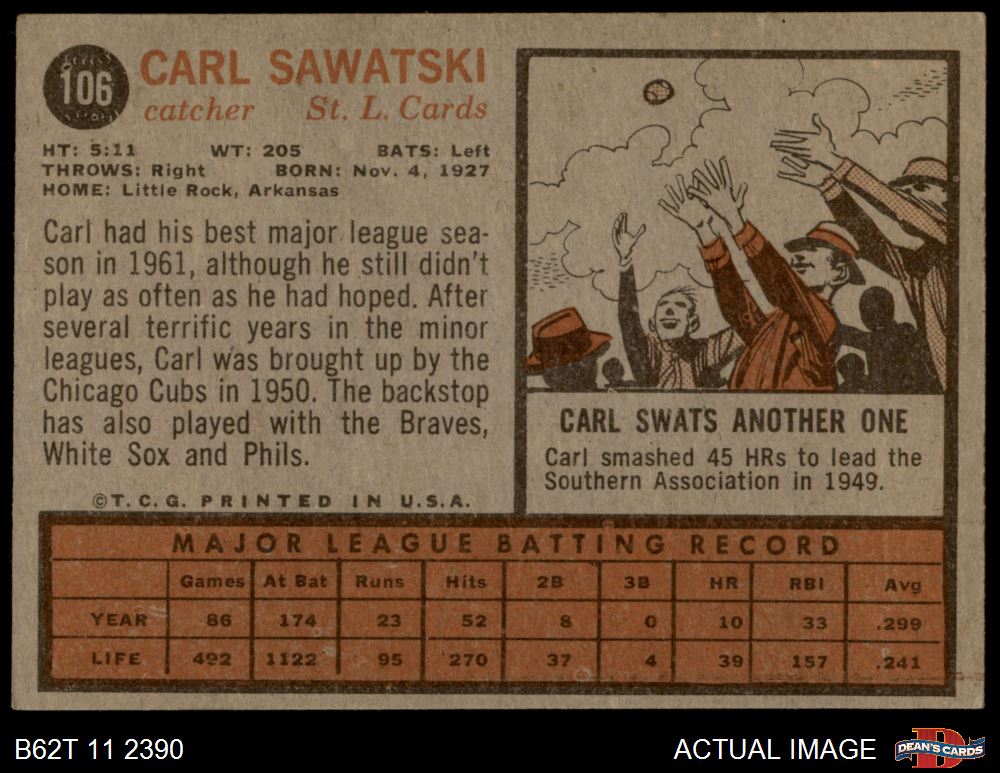 106
CARL SAWATSKI
catcher St. L. Cards
HT: 5:11 WT: 205 BATS: Left
THROWS: Right BORN: Nov. 4, 1927
HOME: Little Rock, Arkansas
Carl had his best major league sea-
son in 1961, although he still didn't
play as often as he had hoped. After
several terrific years in the minor
leagues, Carl was brought up by the
Chicago Cubs in 1950. The backstop
has also played with the Braves,
White Sox and Phils.
©T.C.G. PRINTED IN U.S.A.
CARL SWATS ANOTHER ONE
Carl smashed 45 HRs to lead the
Southern Association in 1949.
MAJOR LEAGUE BATTING RECORD
Games At Bat Runs Hits 2B 3B HR RBI Avg
YEAR 86 174 23 52 8 0 10 33 .299
LIFE 492 1122 95 270 37 4 39 157 .241
B62T 11 2390 ACTUAL IMAGE
D
DEAN'S CARDS